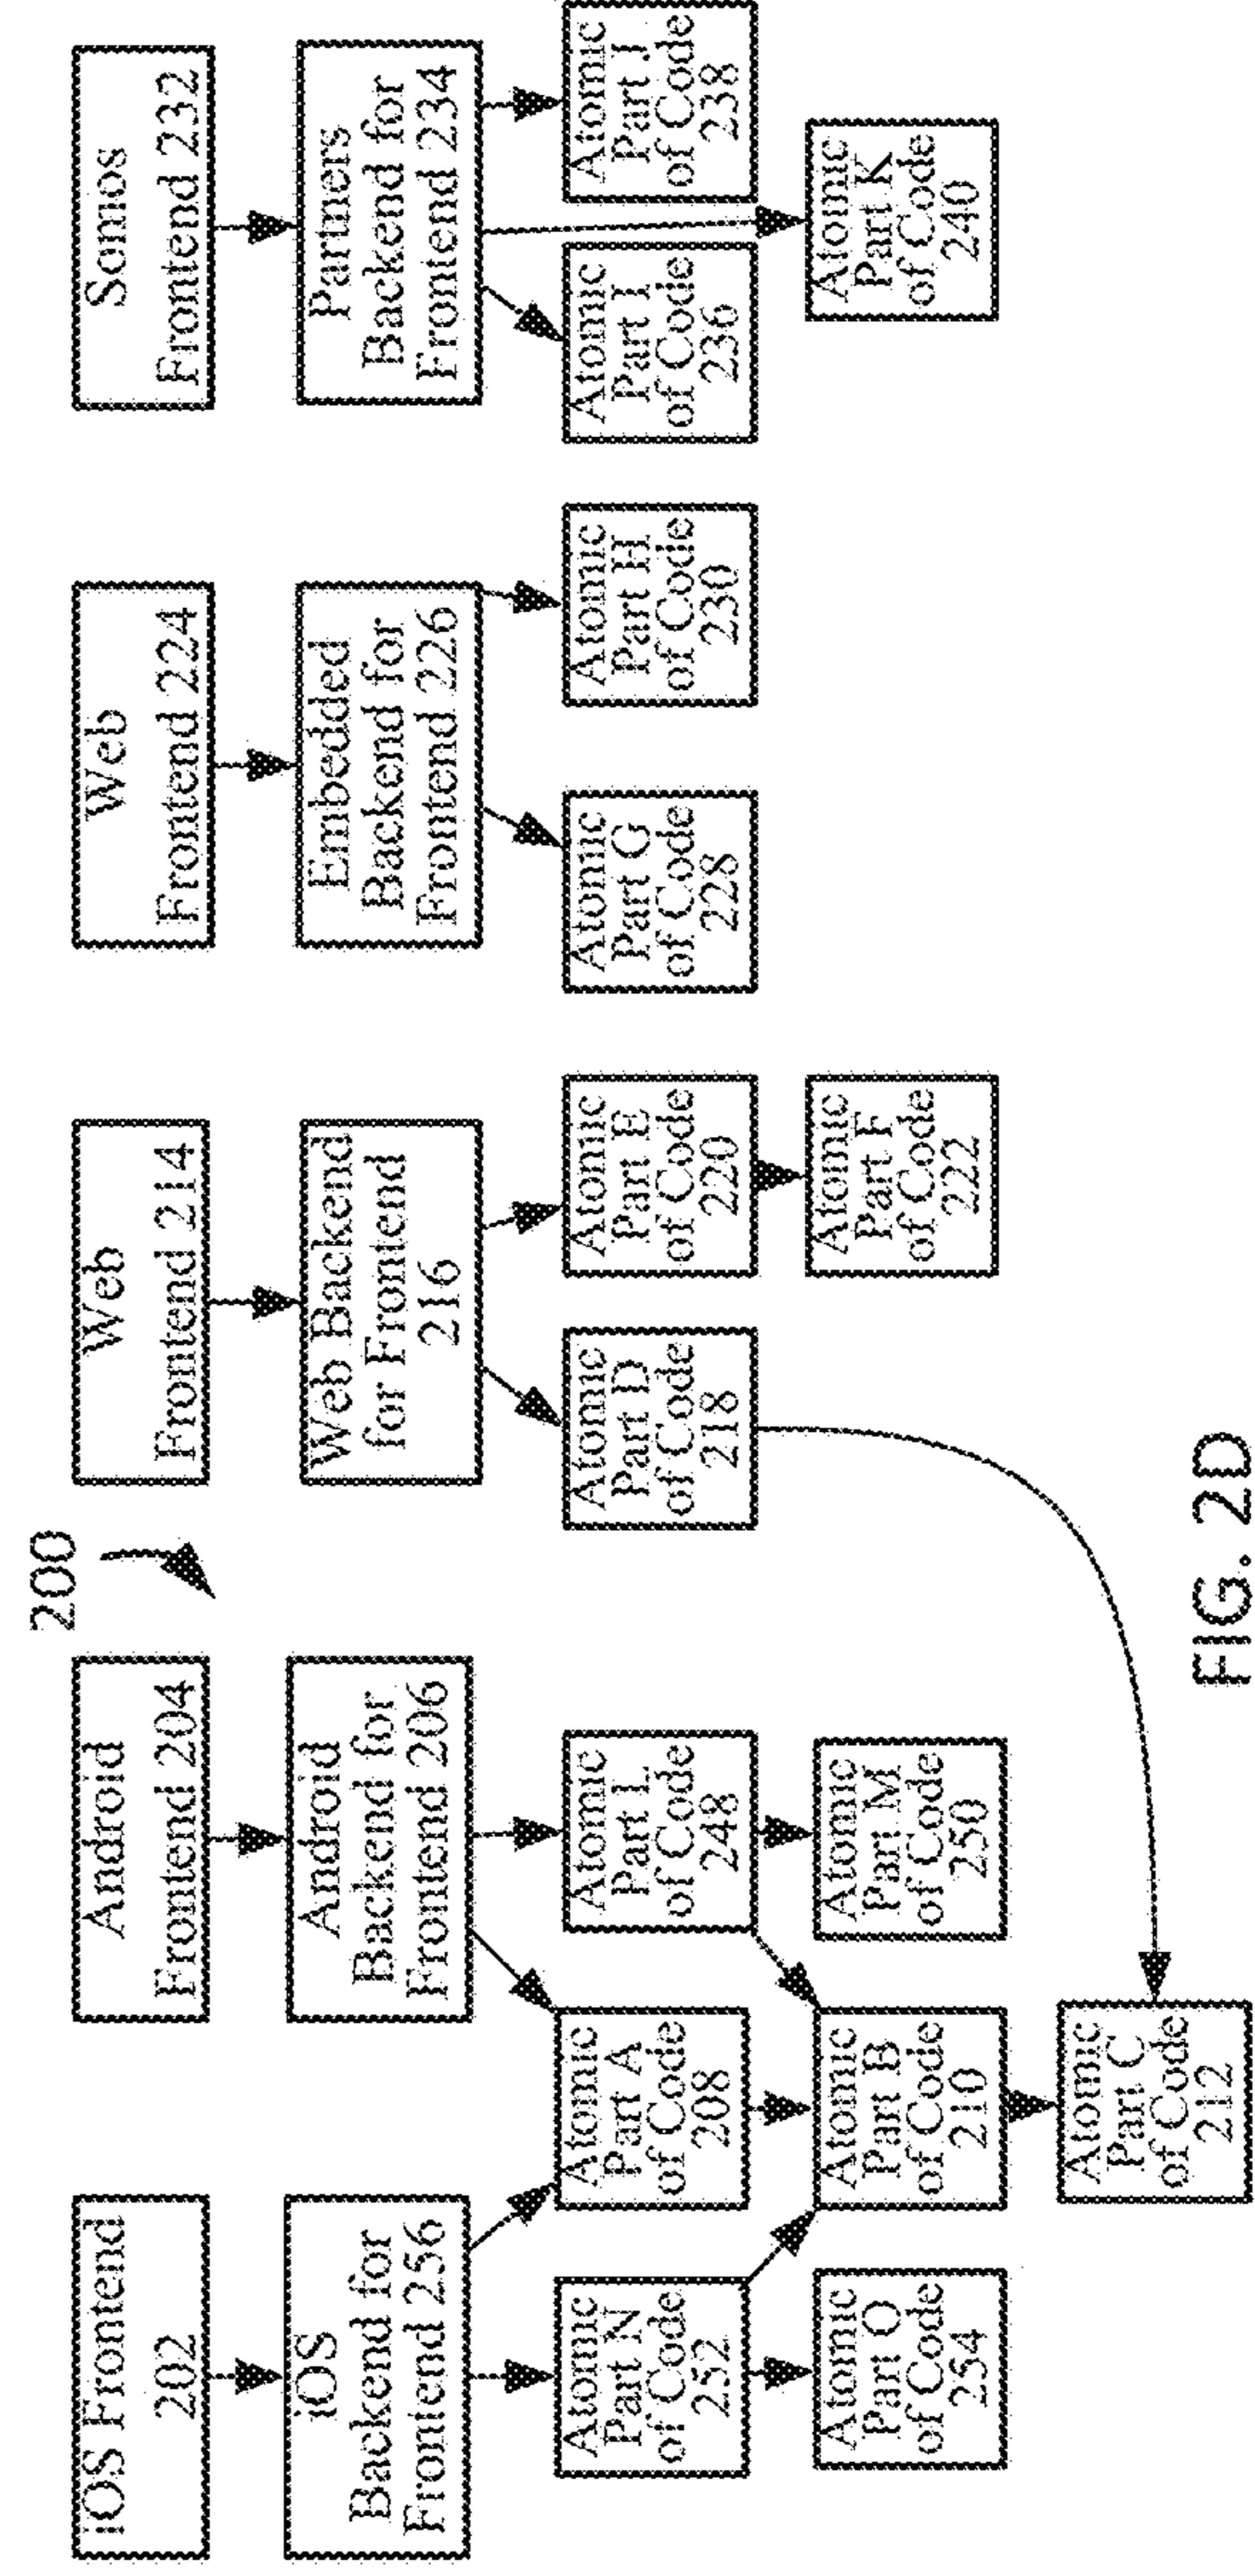 200
iOS Frontend
202
Android
Frontend 204
Web
Frontend 214
Web
Frontend 224
Somos
Frontend 232
iOS
Backend for
Frontend 256
Android
Backend for
Frontend 206
Web Backend
for Frontend
216
Embedded
Backend for
Frontend 226
Partners
Backend for
Frontend 234
Atomic
Part N
of Code
252
Atomic
Part A
of Code
208
Atomic
Part L
of Code
248
Atomic
Part D
of Code
218
Atomic
Part E
of Code
220
Atomic
Part G
of Code
228
Atomic
Part H
of Code
230
Atomic
Part I
of Code
236
Atomic
Part J
of Code
238
Atomic
Part O
of Code
254
Atomic
Part B
of Code
210
Atomic
Part M
of Code
250
Atomic
Part F
of Code
222
Atomic
Part K
of Code
240
Atomic
Part C
of Code
212
FIG. 2D